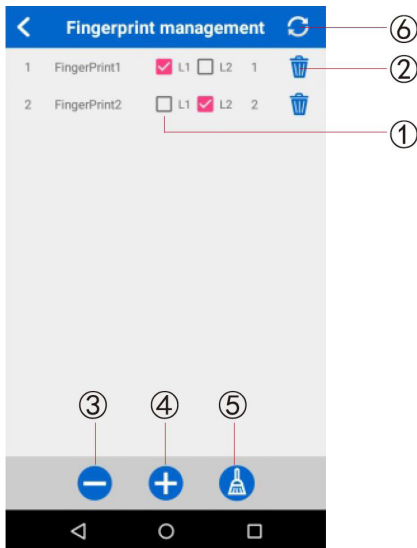 Fingerprint management ⑥
1 FingerPrint1 L1 L2 1 ②
2 FingerPrint2 L1 L2 2
①
③ ④ ⑤